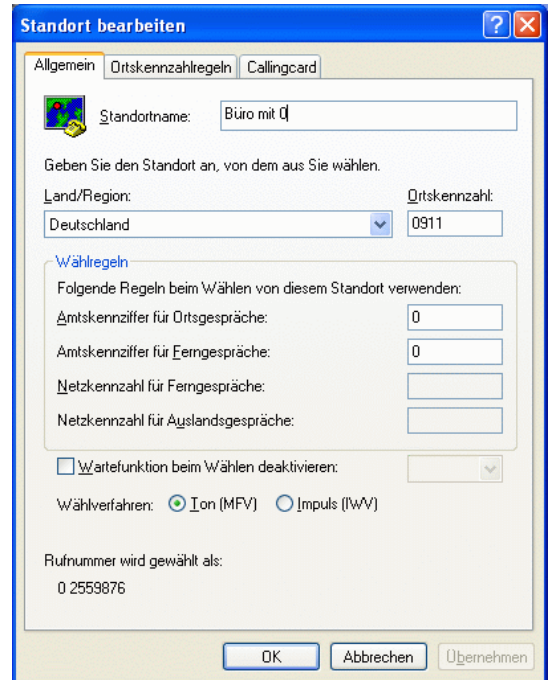 Standort bearbeiten
Allgemein Ortskennzahlregeln Callingcard
Standortname: Büro mit 0
Geben Sie den Standort an, von dem aus Sie wählen.
Land/Region: Ortskennzahl:
Deutschland 0911
Wählregeln
Folgende Regeln beim Wählen von diesem Standort verwenden:
Amtskennziffer für Ortsgespräche: 0
Amtskennziffer für Ferngespräche: 0
Netzkennzahl für Ferngespräche:
Netzkennzahl für Auslandsgespräche:
Wartefunktion beim Wählen deaktivieren:
Wählverfahren: Ton (MFV) Impuls (IWV)
Rufnummer wird gewählt als:
0 2559876
OK Abbrechen Übernehmen